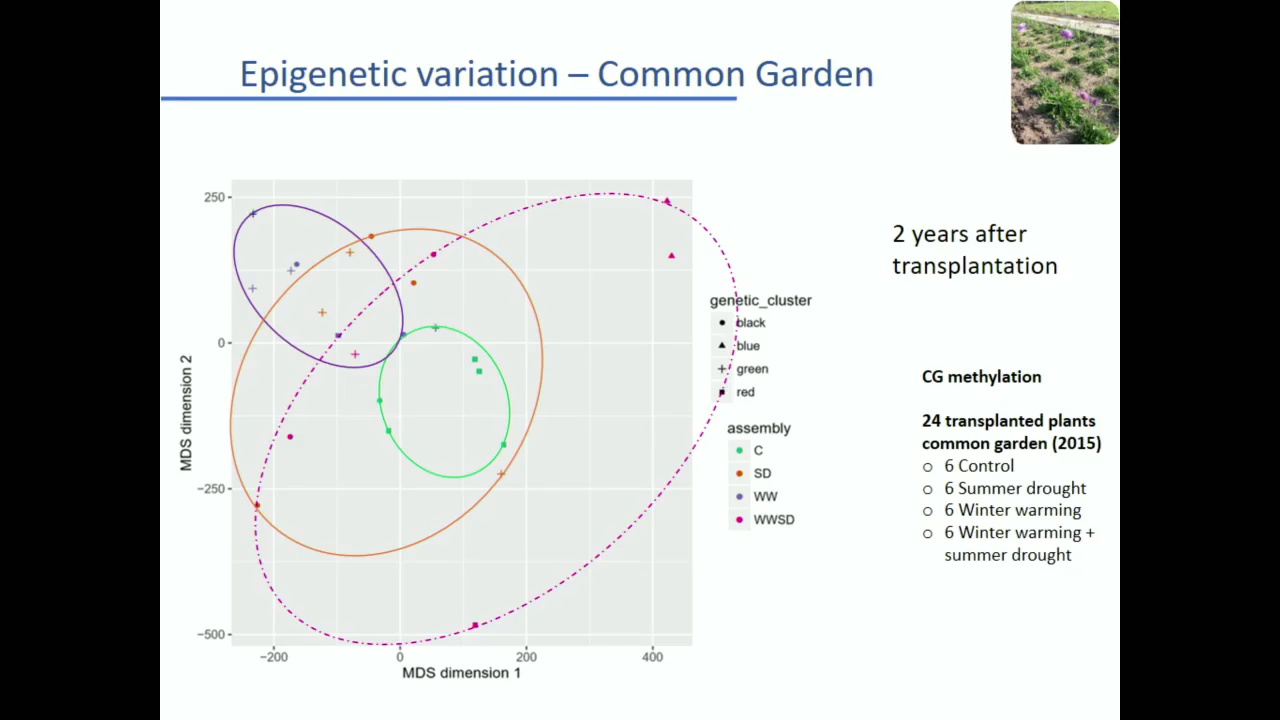 Epigenetic variation – Common Garden
250
0
−250
−500
−200
0
200
400
MDS dimension 1
MDS dimension 2
genetic_cluster
black
blue
green
red
assembly
C
SD
WW
WWSD
2 years after
transplantation
CG methylation
24 transplanted plants
common garden (2015)
o 6 Control
o 6 Summer drought
o 6 Winter warming
o 6 Winter warming +
summer drought